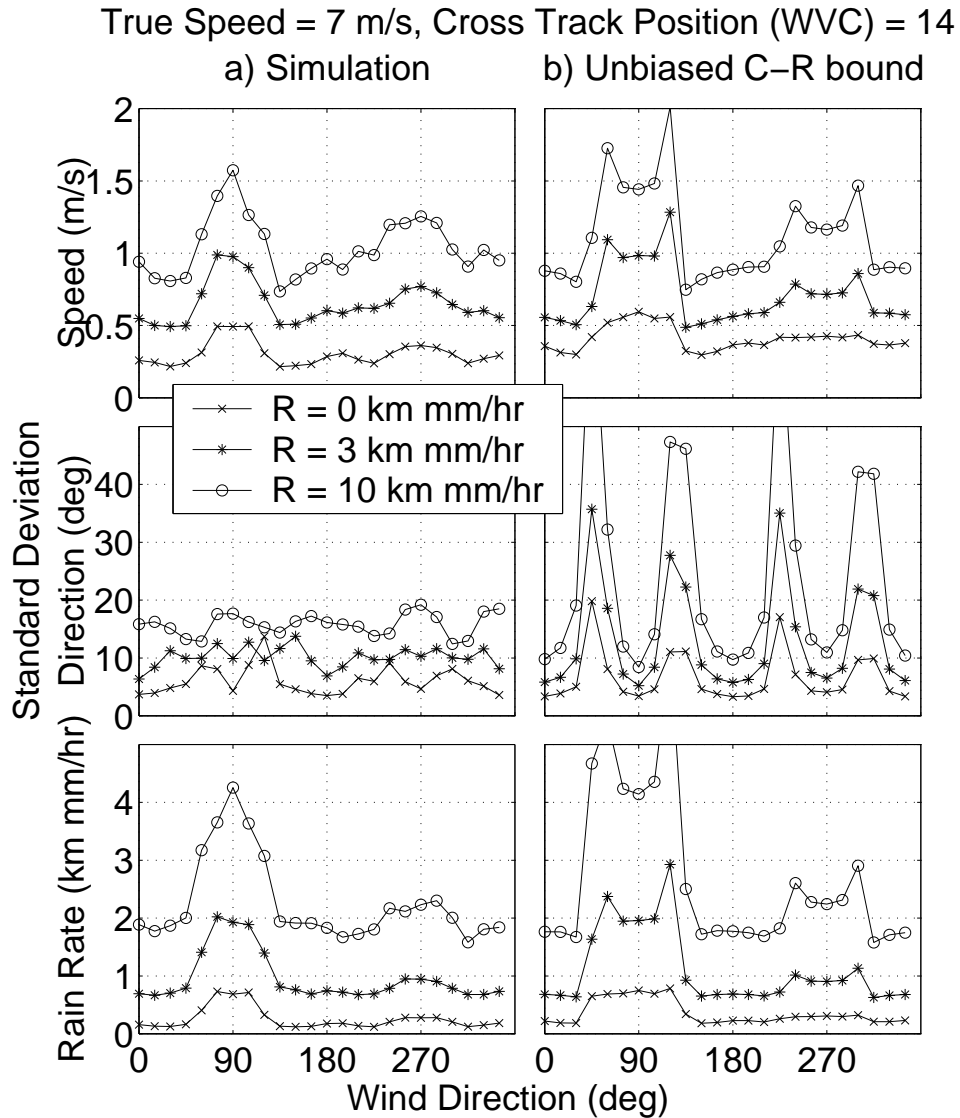 True Speed = 7 m/s, Cross Track Position (WVC) = 14
a) Simulation
b) Unbiased C−R bound
2
1.5
1
0.5
0
Speed (m/s)
R = 0 km mm/hr
R = 3 km mm/hr
R = 10 km mm/hr
40
30
20
10
0
Standard Deviation
Direction (deg)
4
3
2
1
0
Rain Rate (km mm/hr)
0 90 180 270
0 90 180 270
Wind Direction (deg)